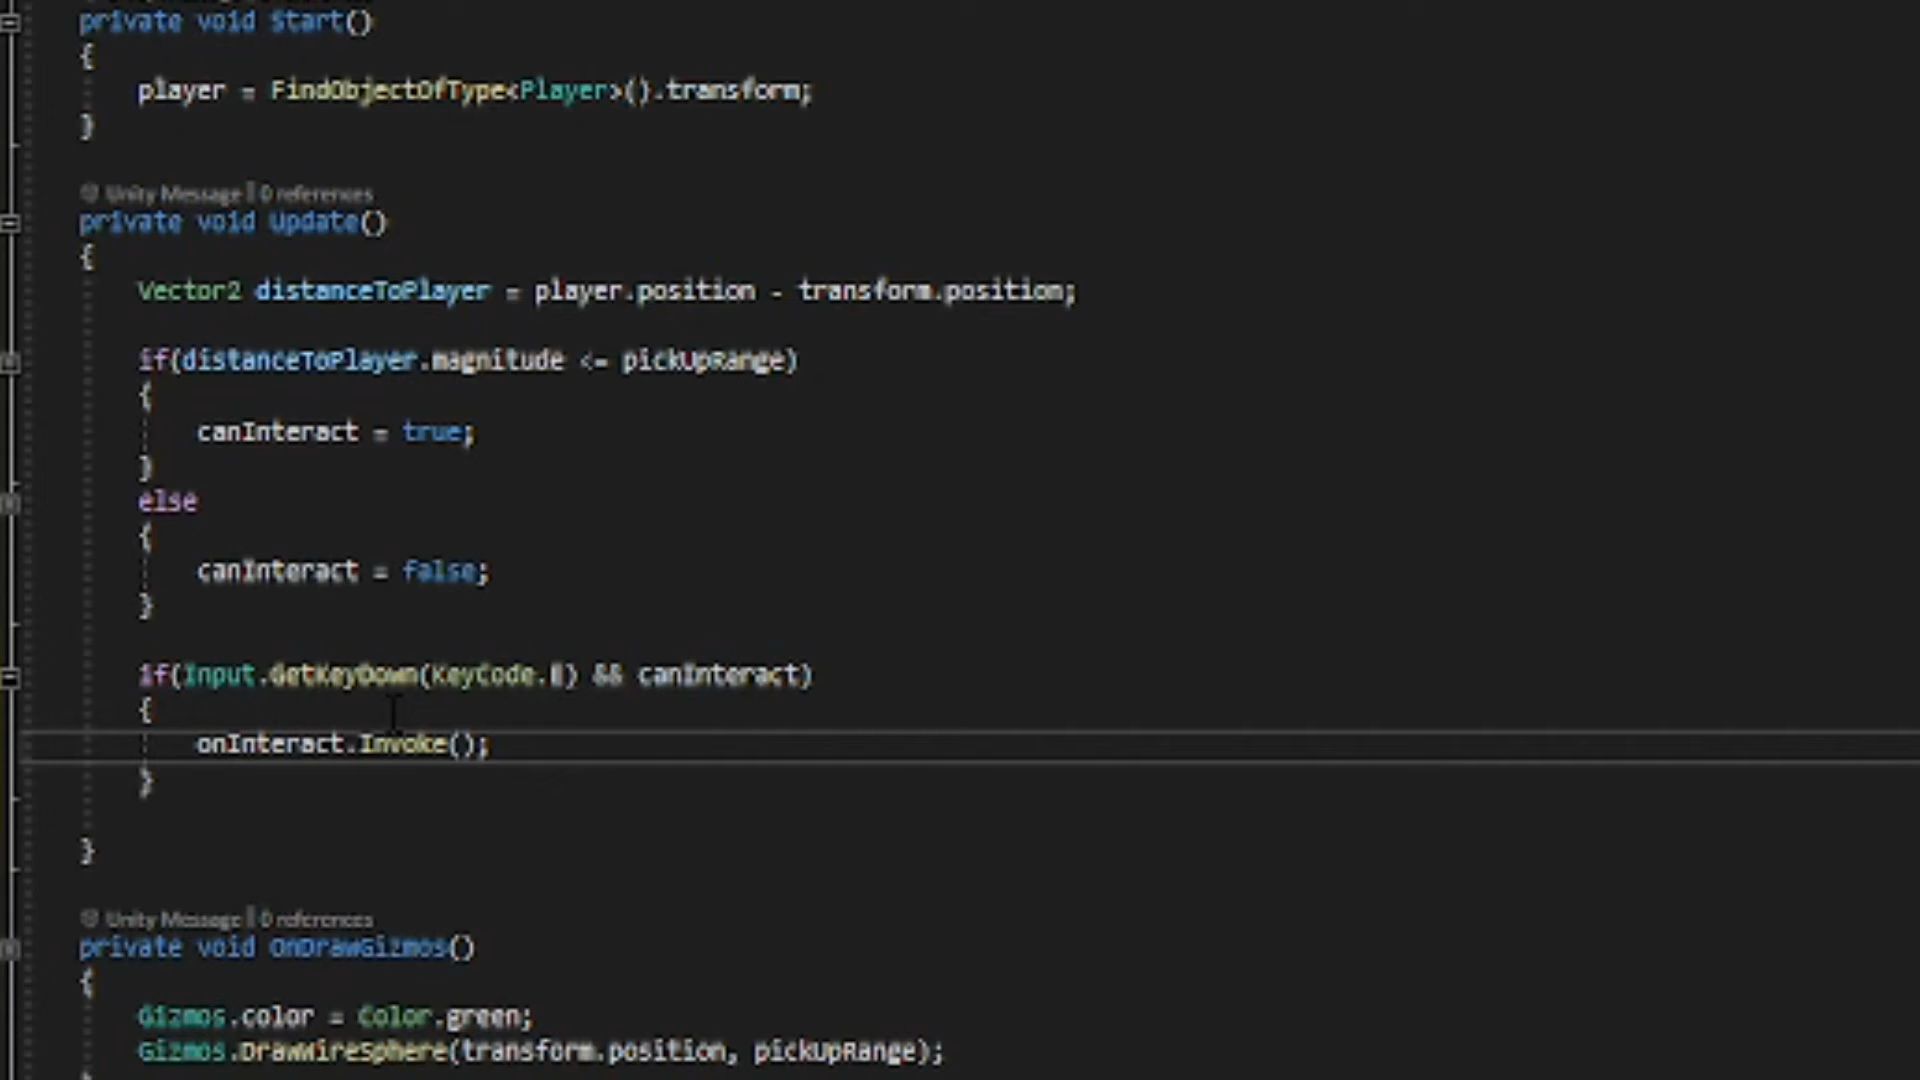 private void Start()
{
player = FindObjectOfType<Player>().transform;
}
Unity Message | 0 references
private void Update()
{
Vector2 distanceToPlayer = player.position - transform.position;
if(distanceToPlayer.magnitude <= pickUpRange)
{
canInteract = true;
}
else
{
canInteract = false;
}
if(Input.GetKeyDown(KeyCode.E) && canInteract)
{
onInteract.Invoke();
}
}
Unity Message | 0 references
private void OnDrawGizmos()
{
Gizmos.color = Color.green;
Gizmos.DrawWireSphere(transform.position, pickUpRange);